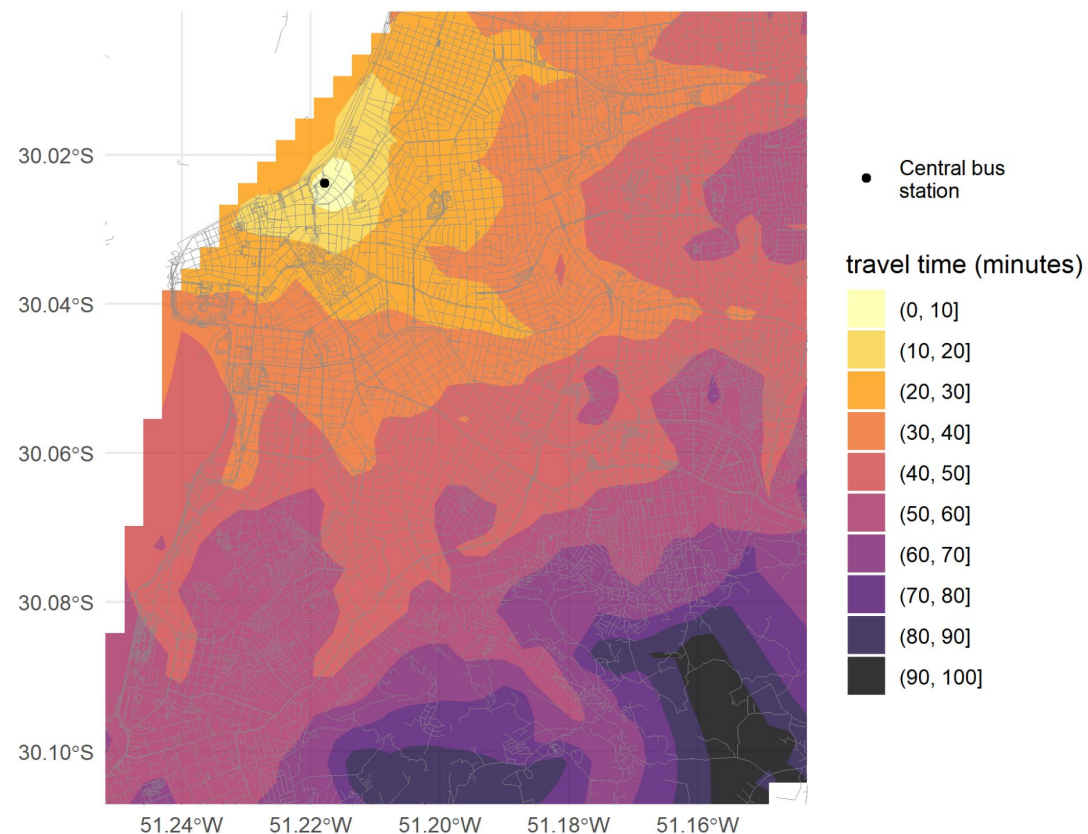 30.02°S
30.04°S
30.06°S
30.08°S
30.10°S
51.24°W
51.22°W
51.20°W
51.18°W
51.16°W
Central bus
station
travel time (minutes)
(0, 10]
(10, 20]
(20, 30]
(30, 40]
(40, 50]
(50, 60]
(60, 70]
(70, 80]
(80, 90]
(90, 100]